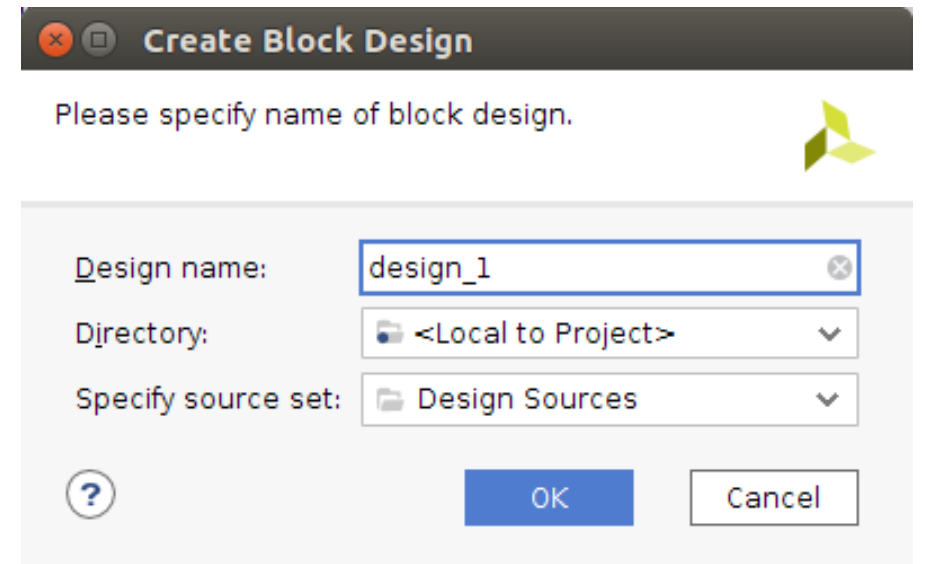 Create Block Design
Please specify name of block design.
Design name: design_1
Directory: <Local to Project>
Specify source set: Design Sources
? OK Cancel